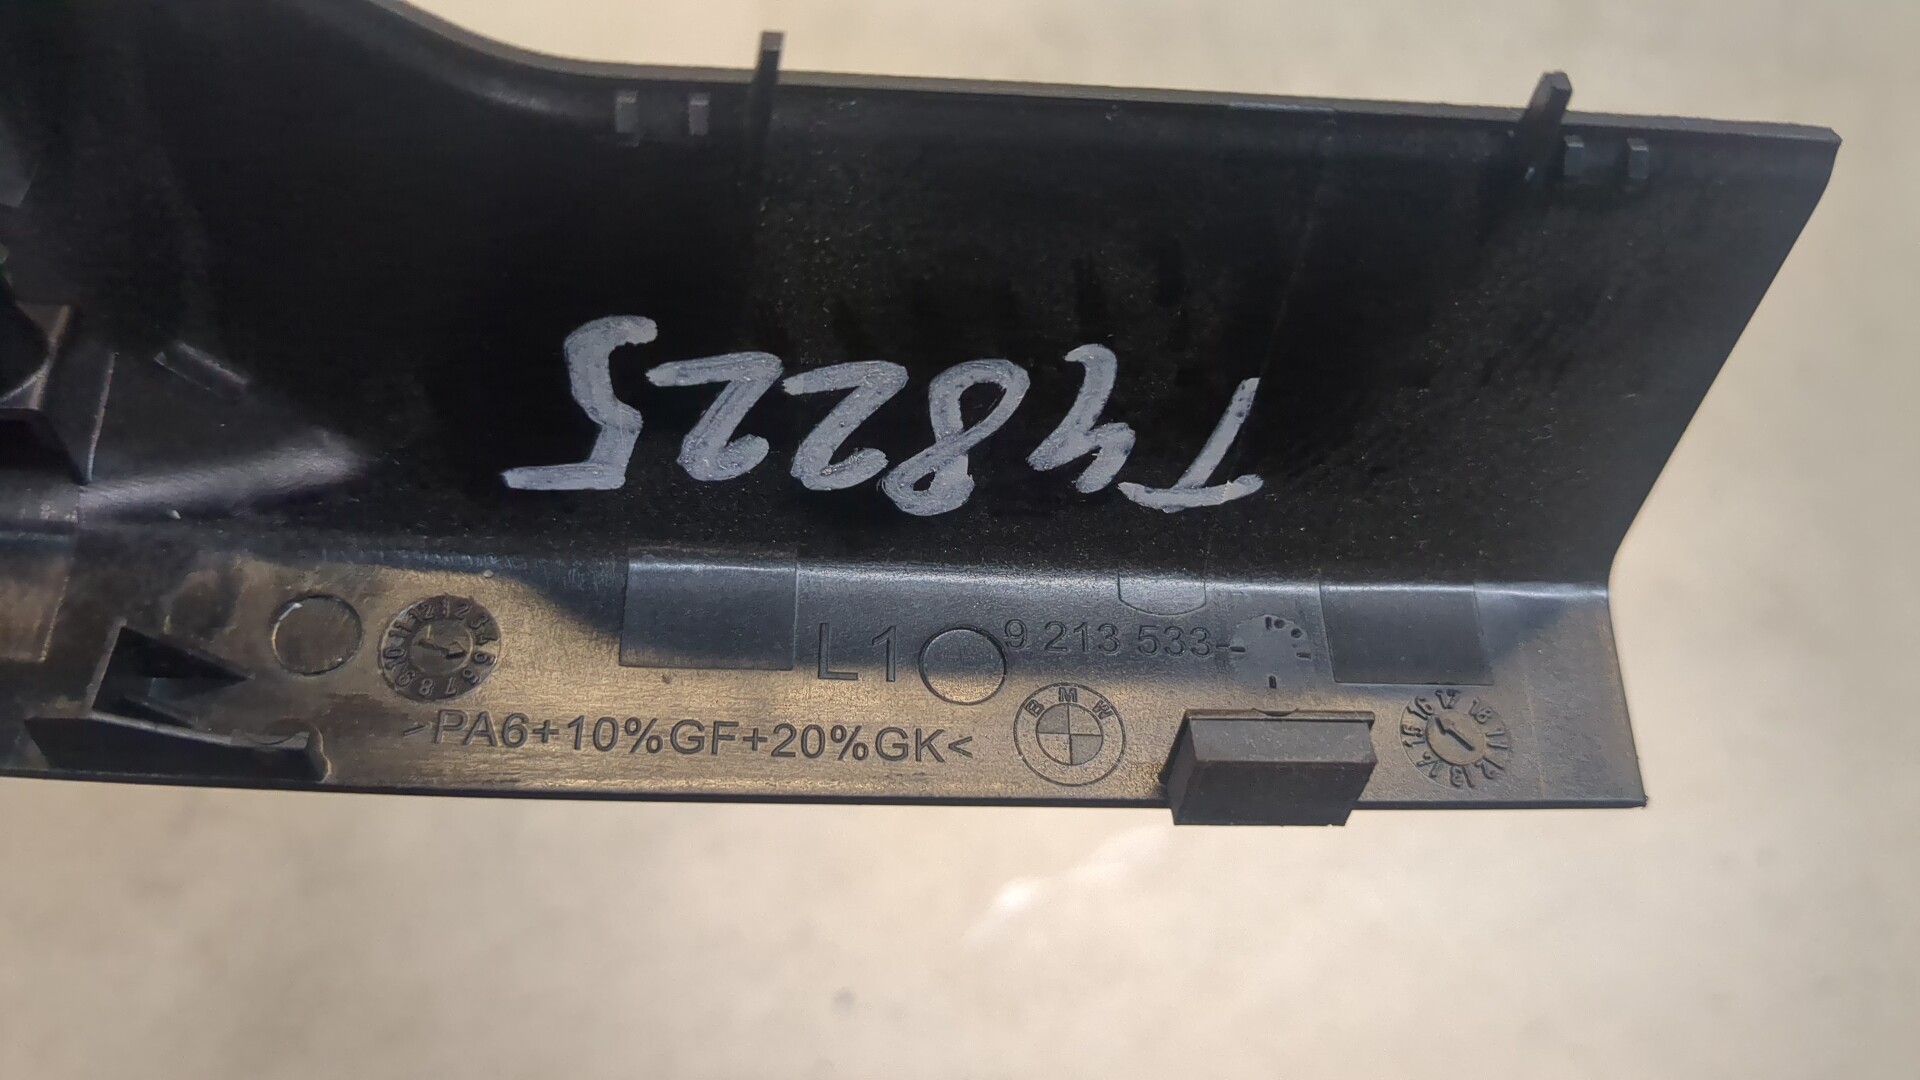 T48225
L1 9 213 533-
>PA6+10%GF+20%GK<
BMW